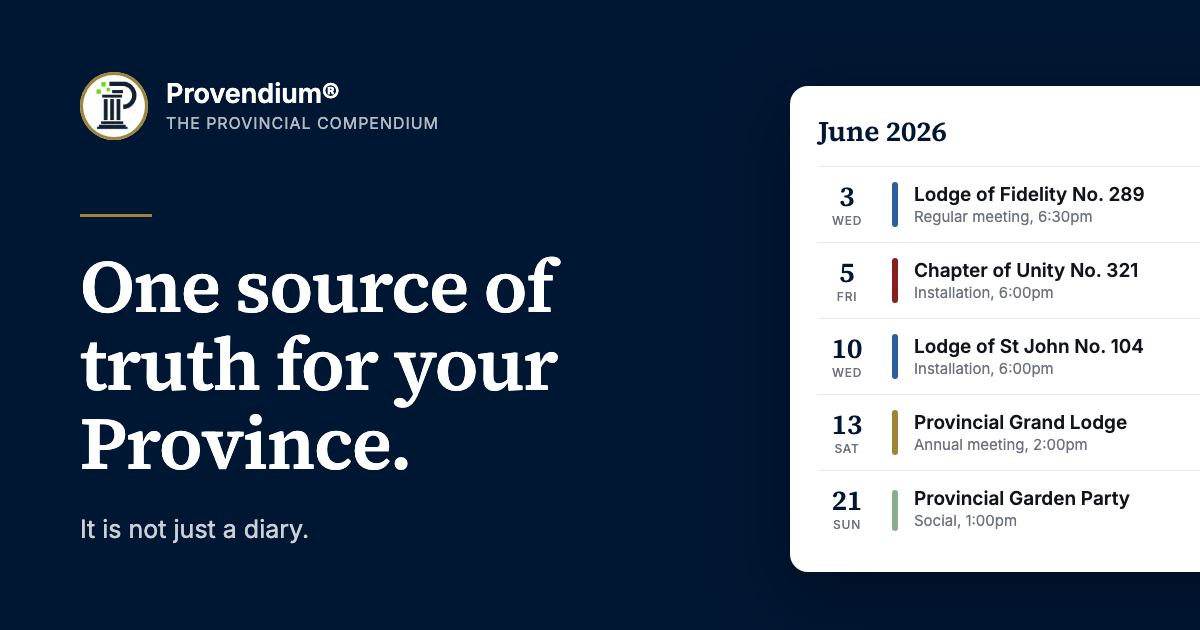 Provendium®
THE PROVINCIAL COMPENDIUM
One source of
truth for your
Province.
It is not just a diary.
June 2026
3
WED
Lodge of Fidelity No. 289
Regular meeting, 6:30pm
5
FRI
Chapter of Unity No. 321
Installation, 6:00pm
10
WED
Lodge of St John No. 104
Installation, 6:00pm
13
SAT
Provincial Grand Lodge
Annual meeting, 2:00pm
21
SUN
Provincial Garden Party
Social, 1:00pm